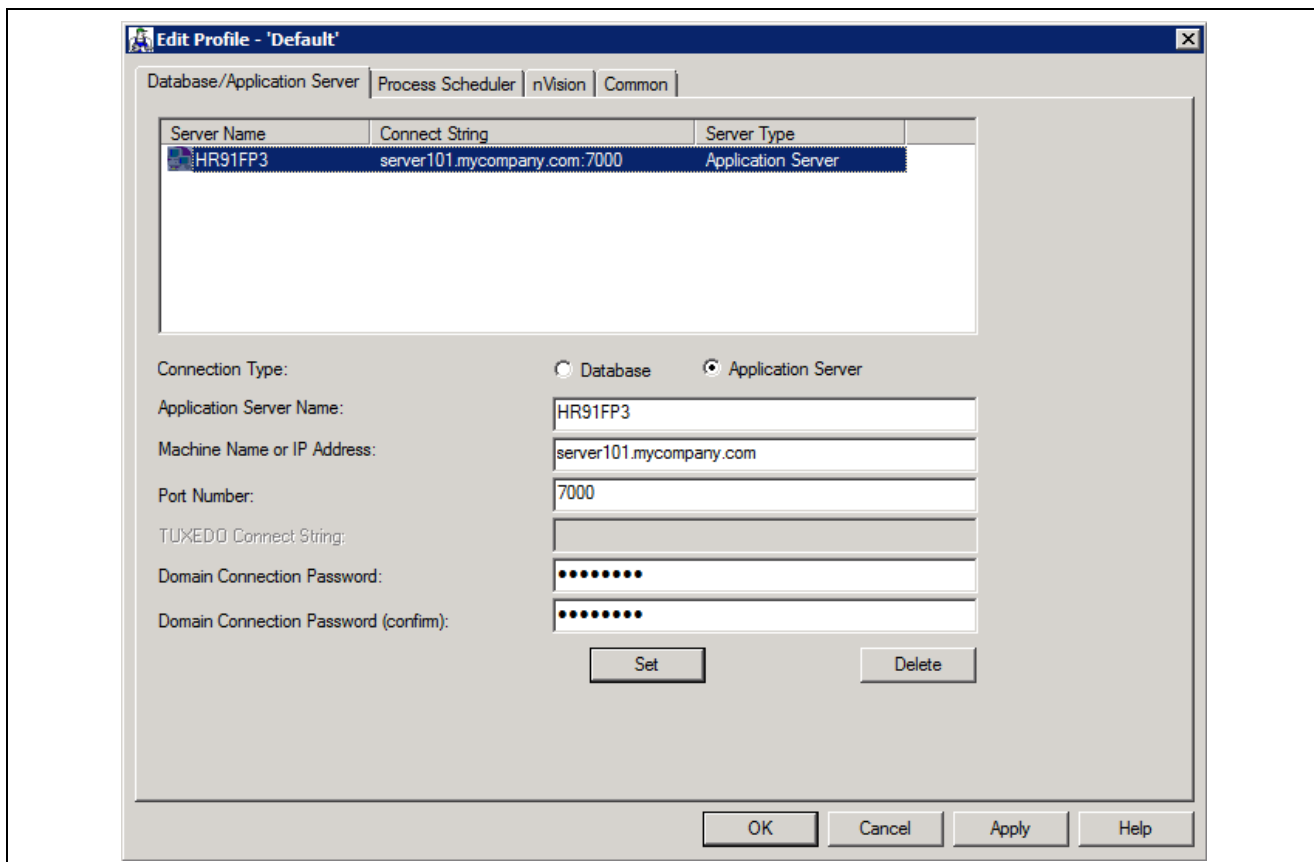 Edit Profile - 'Default'
Database/Application Server Process Scheduler nVision Common
Server Name Connect String Server Type
HR91FP3 server101.mycompany.com:7000 Application Server
Connection Type: Database Application Server
Application Server Name: HR91FP3
Machine Name or IP Address: server101.mycompany.com
Port Number: 7000
TUXEDO Connect String:
Domain Connection Password: ••••••••
Domain Connection Password (confirm): ••••••••
Set Delete
OK Cancel Apply Help